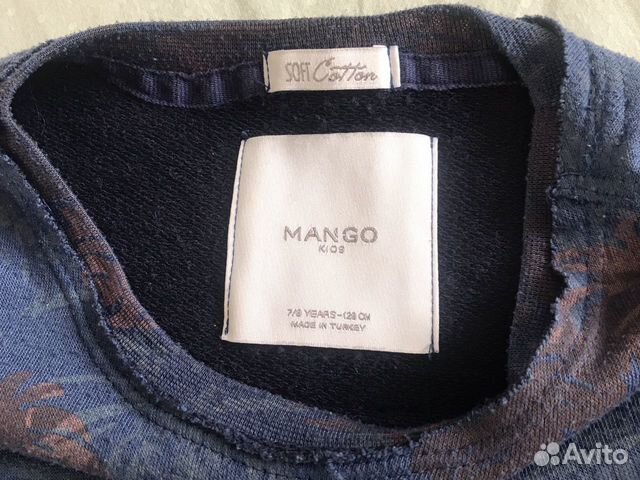 SOFT Cotton
MANGO
KIDS
7/8 YEARS-128 CM
MADE IN TURKEY
Avito